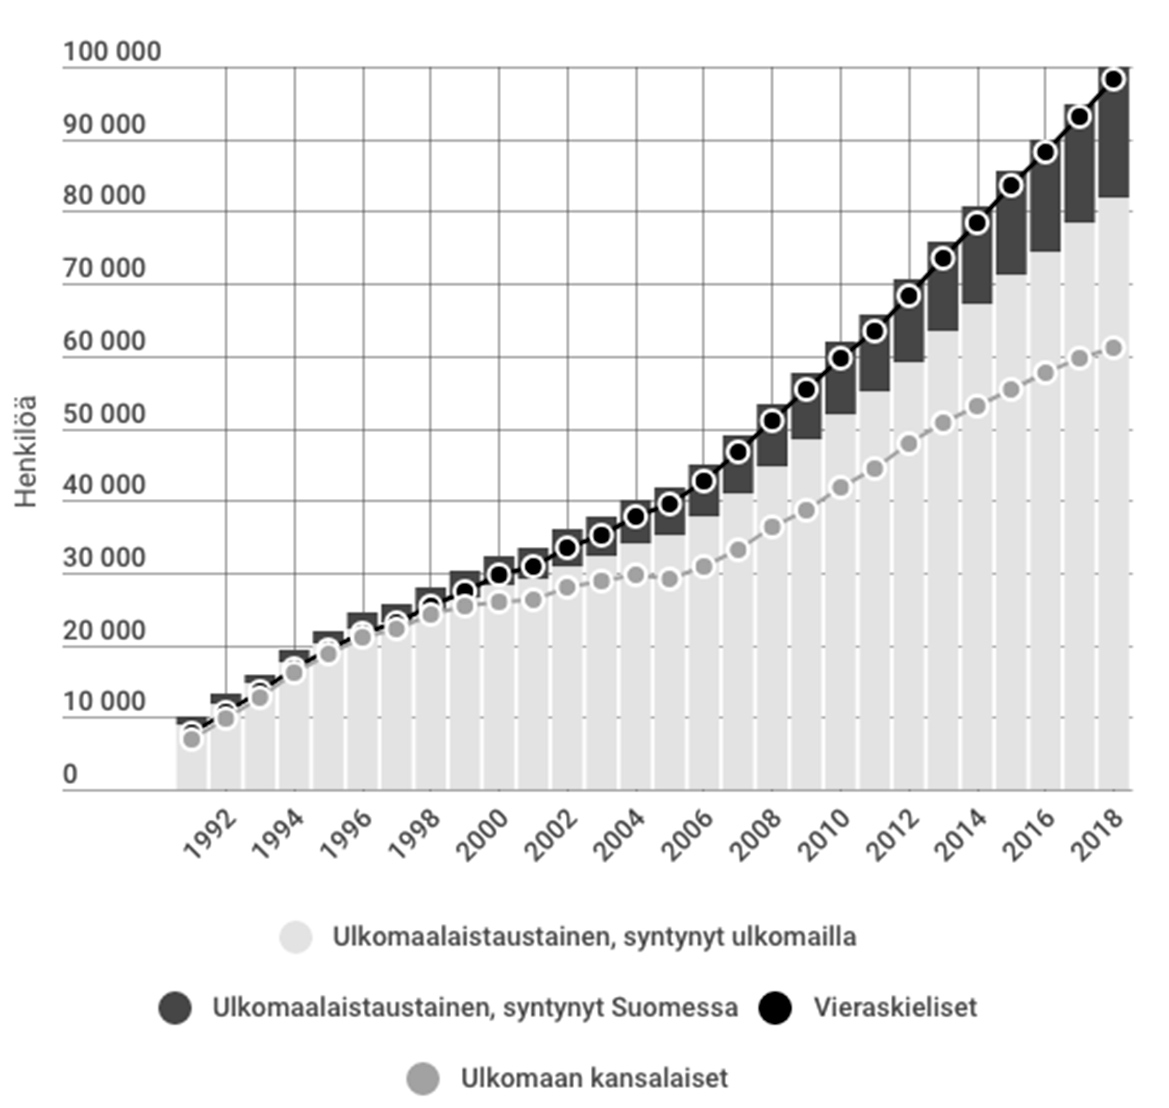 100 000
90 000
80 000
70 000
60 000
50 000
40 000
30 000
20 000
10 000
0
Henkilöä
1992 1994 1996 1998 2000 2002 2004 2006 2008 2010 2012 2014 2016 2018
Ulkomaalaistaustainen, syntynyt ulkomailla
Ulkomaalaistaustainen, syntynyt Suomessa Vieraskieliset
Ulkomaan kansalaiset